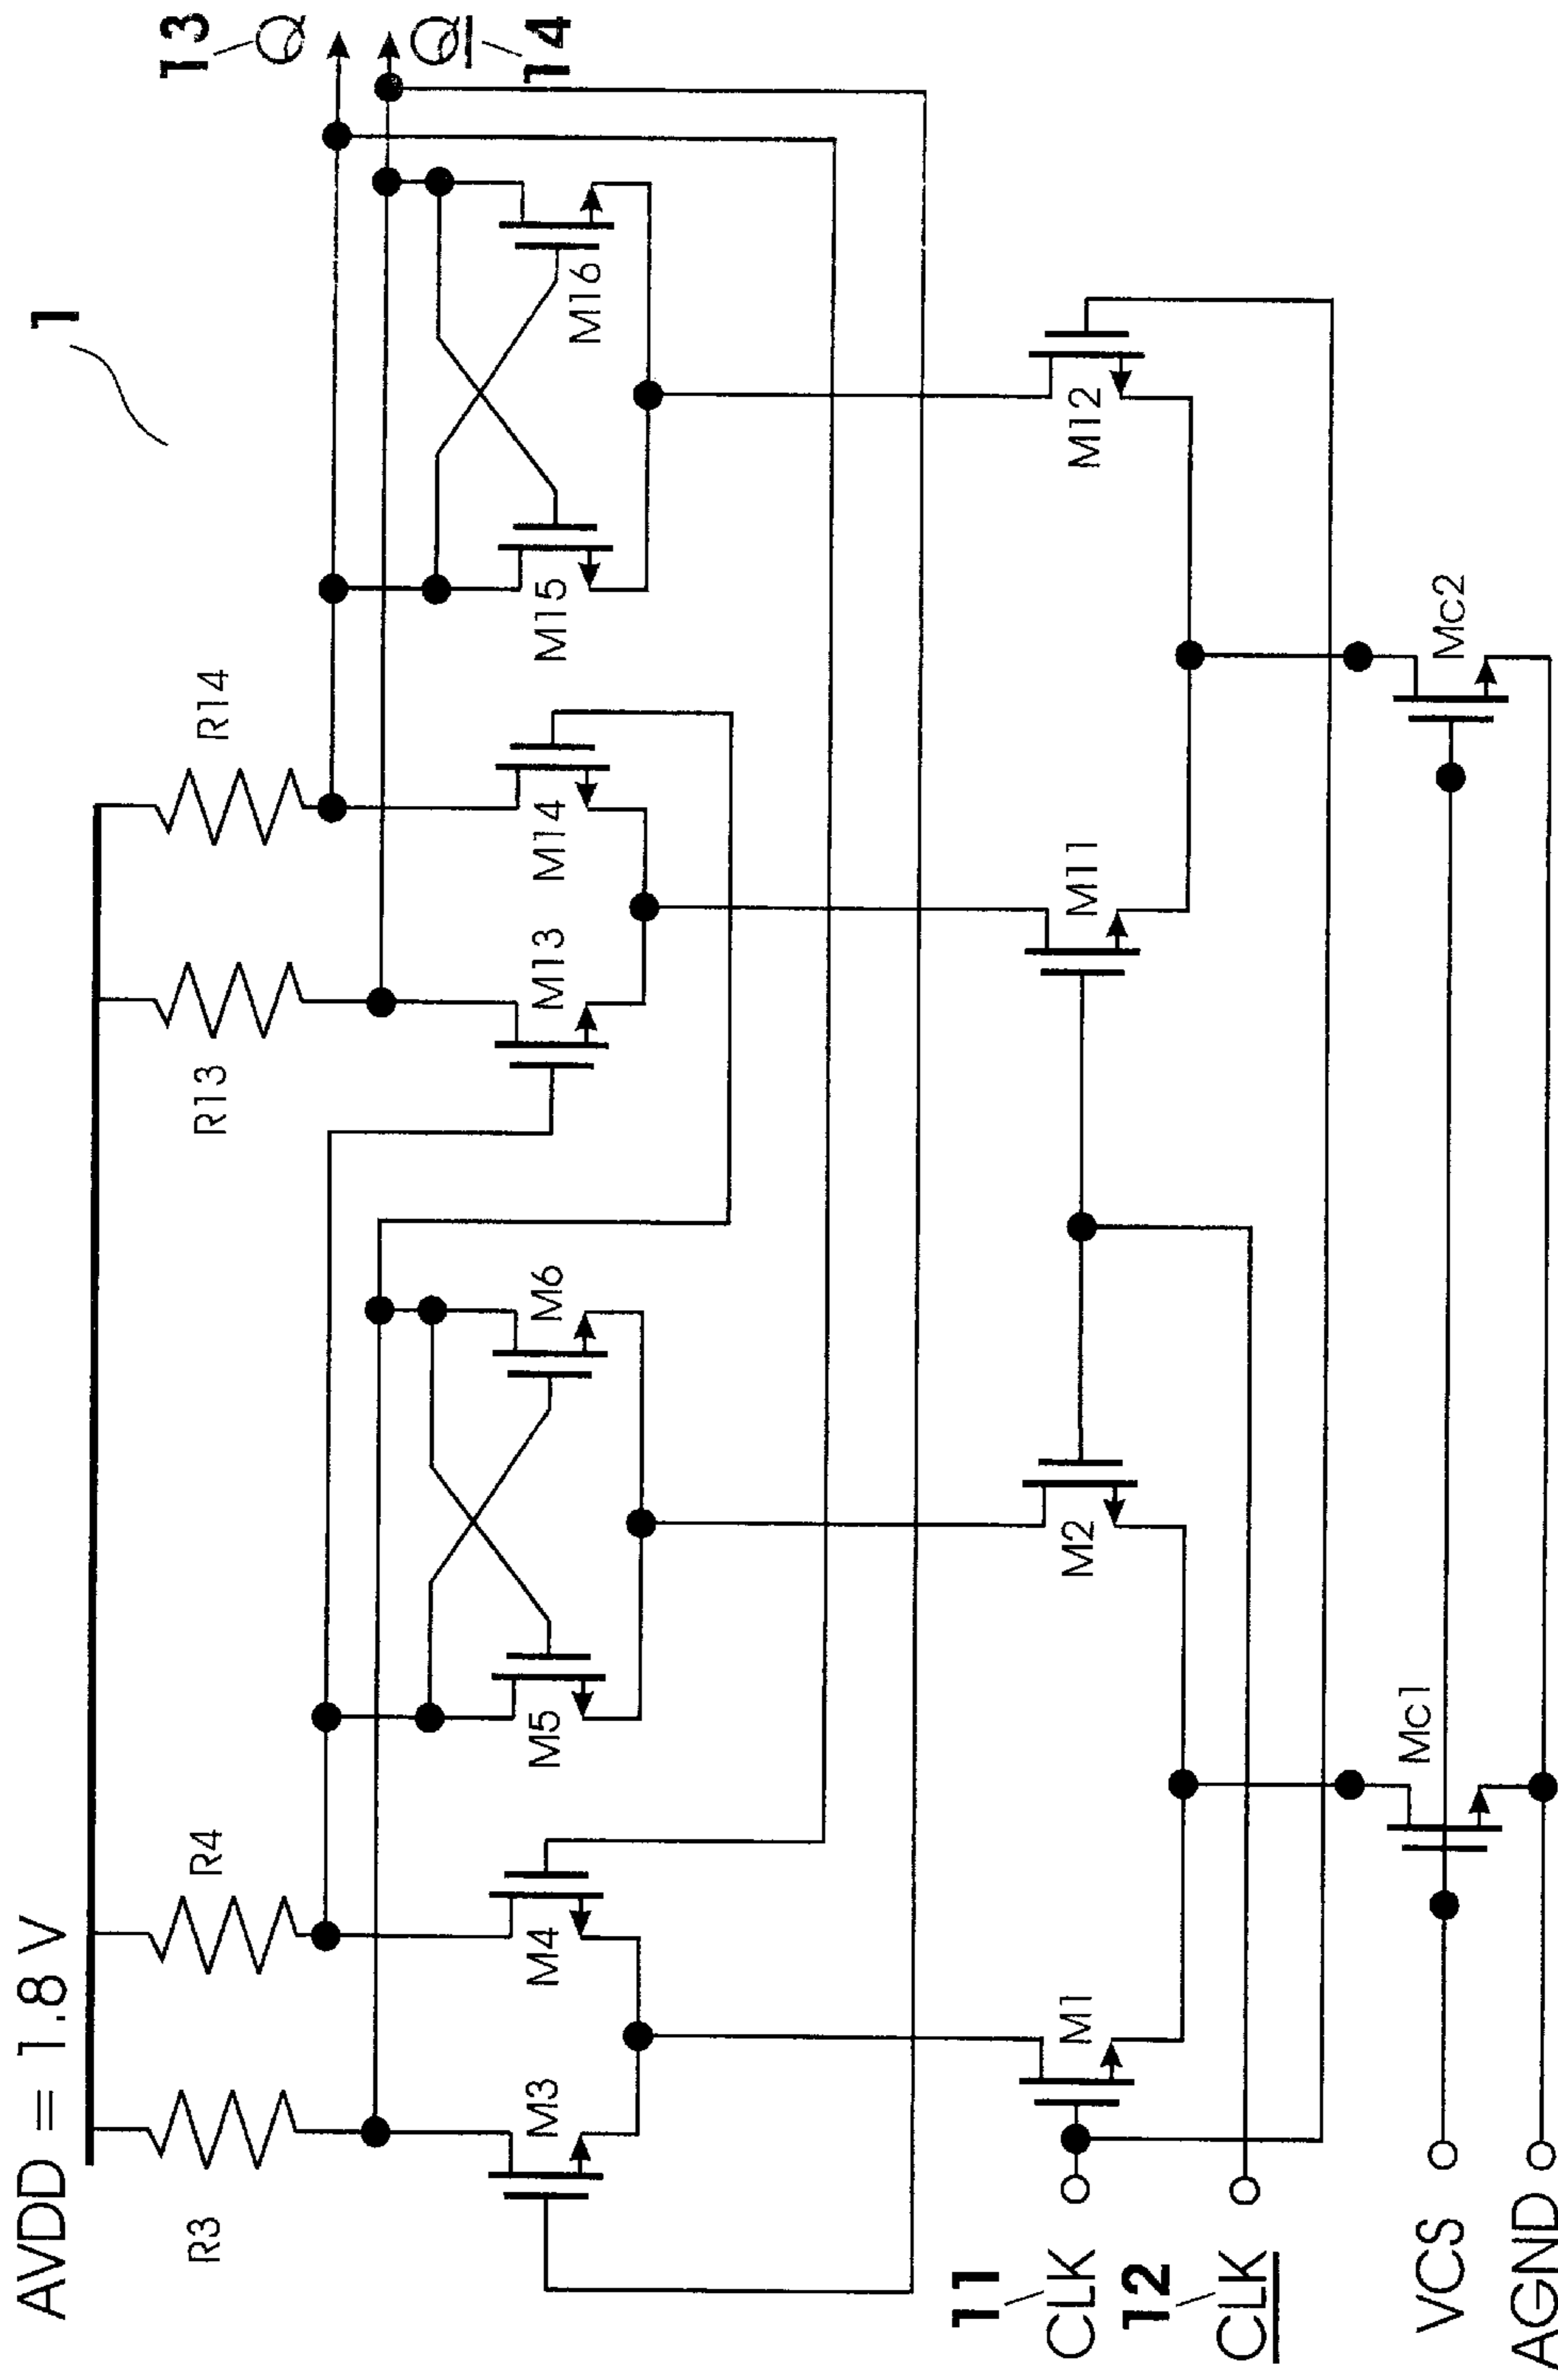 1
AVDD = 1.8 V
R3
R4
R13
R14
13
Q
Q
14
M3
M4
M5
M6
M13
M14
M15
M16
11
CLK
12
CLK
M1
M2
M11
M12
Mc1
Mc2
VCS
AGND